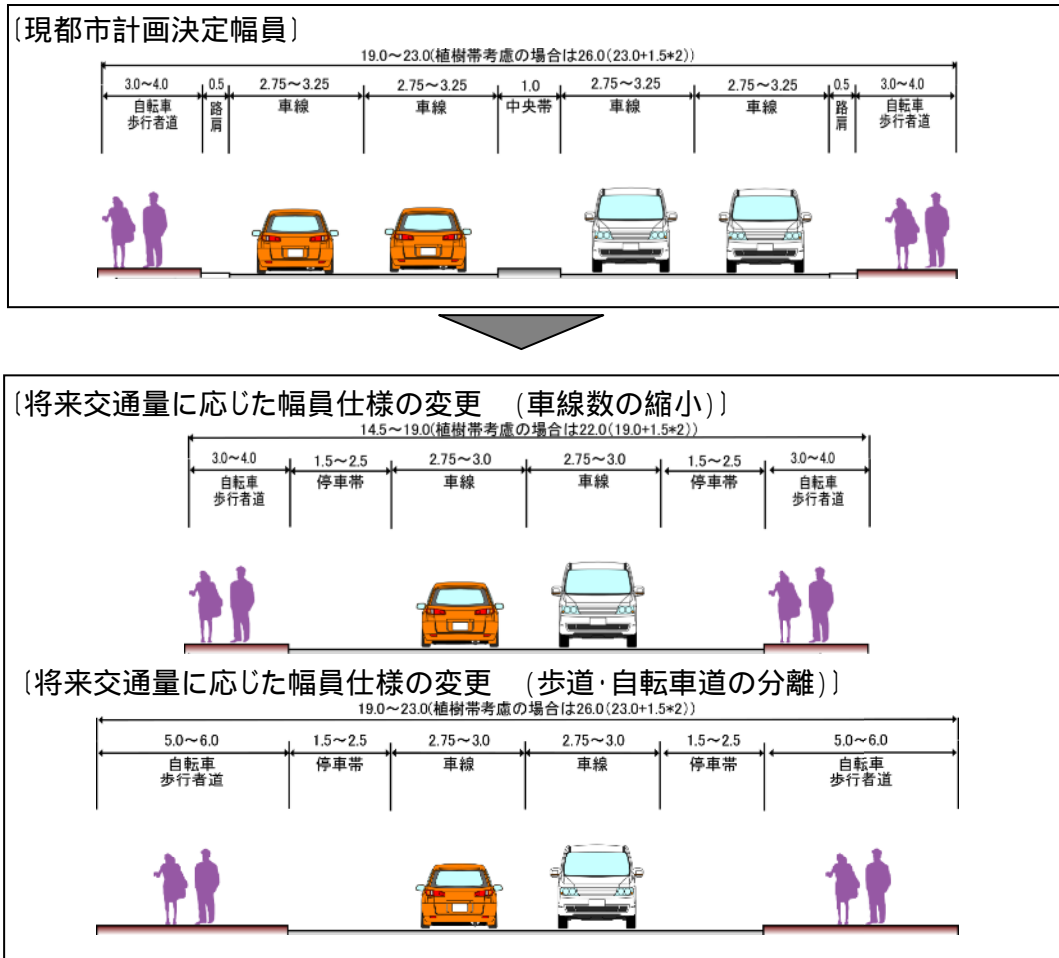 〔現都市計画決定幅員〕
19.0～23.0(植樹帯考慮の場合は26.0(23.0+1.5*2))
3.0～4.0 0.5 2.75～3.25 2.75～3.25 1.0 2.75～3.25 2.75～3.25 0.5 3.0～4.0
自転車歩行者道 路肩 車線 車線 中央帯 車線 車線 路肩 自転車歩行者道
〔将来交通量に応じた幅員仕様の変更 (車線数の縮小)〕
14.5～19.0(植樹帯考慮の場合は22.0(19.0+1.5*2))
3.0～4.0 1.5～2.5 2.75～3.0 2.75～3.0 1.5～2.5 3.0～4.0
自転車歩行者道 停車帯 車線 車線 停車帯 自転車歩行者道
〔将来交通量に応じた幅員仕様の変更 (歩道・自転車道の分離)〕
19.0～23.0(植樹帯考慮の場合は26.0(23.0+1.5*2))
5.0～6.0 1.5～2.5 2.75～3.0 2.75～3.0 1.5～2.5 5.0～6.0
自転車歩行者道 停車帯 車線 車線 停車帯 自転車歩行者道